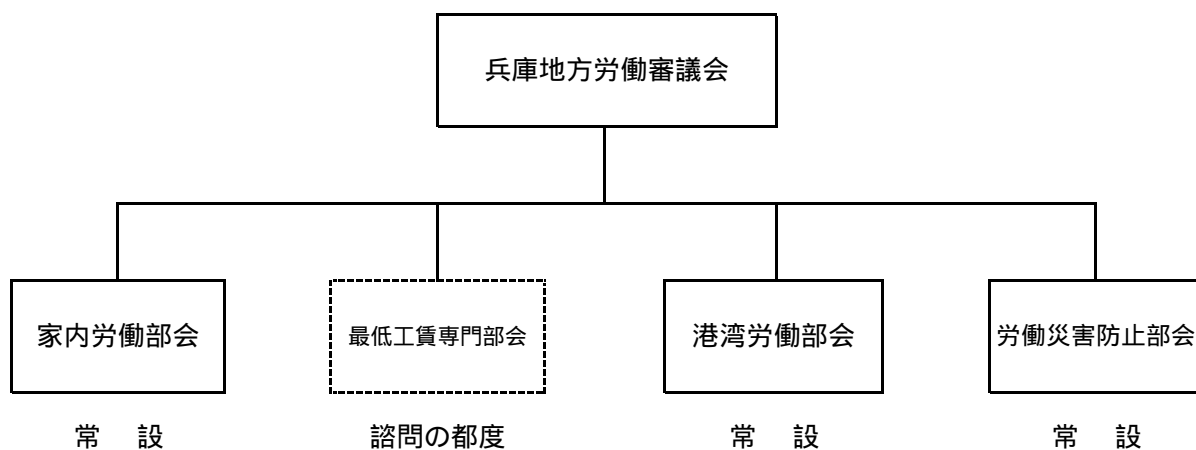 兵庫地方労働審議会
家内労働部会
最低工賃専門部会
港湾労働部会
労働災害防止部会
常　設
諮問の都度
常　設
常　設